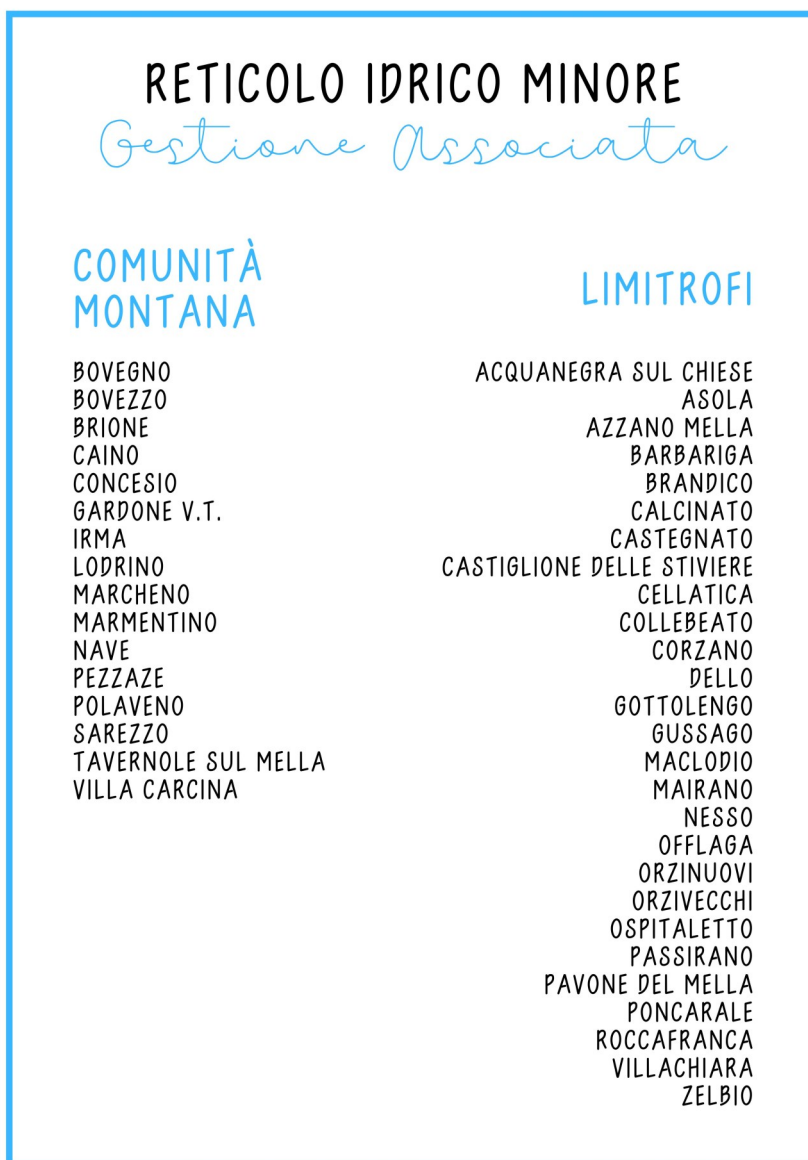 RETICOLO IDRICO MINORE
Gestione Associata
COMUNITÀ
MONTANA
BOVEGNO
BOVEZZO
BRIONE
CAINO
CONCESIO
GARDONE V.T.
IRMA
LODRINO
MARCHENO
MARMENTINO
NAVE
PEZZAZE
POLAVENO
SAREZZO
TAVERNOLE SUL MELLA
VILLA CARCINA
LIMITROFI
ACQUANEGRA SUL CHIESE
ASOLA
AZZANO MELLA
BARBARIGA
BRANDICO
CALCINATO
CASTEGNATO
CASTIGLIONE DELLE STIVIERE
CELLATICA
COLLEBEATO
CORZANO
DELLO
GOTTOLENGO
GUSSAGO
MACLODIO
MAIRANO
NESSO
OFFLAGA
ORZINUOVI
ORZIVECCHI
OSPITALETTO
PASSIRANO
PAVONE DEL MELLA
PONCARALE
ROCCAFRANCA
VILLACHIARA
ZELBIO